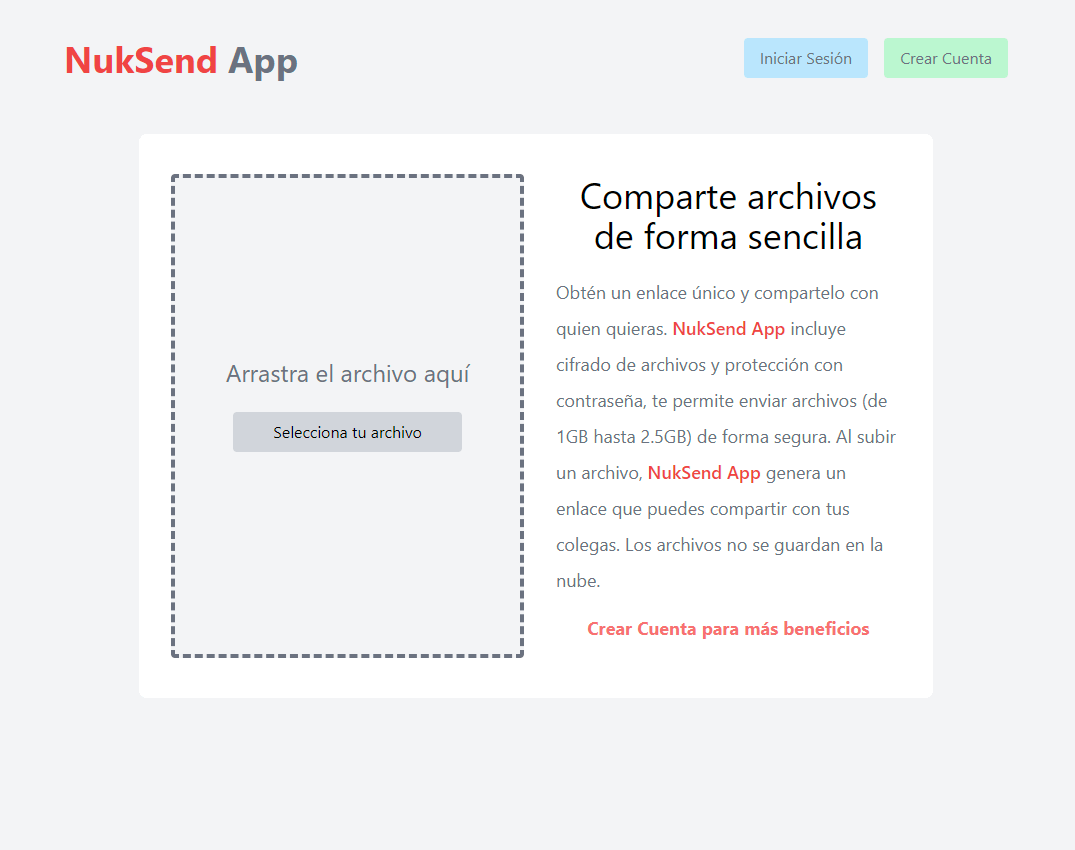 NukSend App
Iniciar Sesión
Crear Cuenta
Arrastra el archivo aquí
Selecciona tu archivo
Comparte archivos
de forma sencilla
Obtén un enlace único y compartelo con
quien quieras. NukSend App incluye
cifrado de archivos y protección con
contraseña, te permite enviar archivos (de
1GB hasta 2.5GB) de forma segura. Al subir
un archivo, NukSend App genera un
enlace que puedes compartir con tus
colegas. Los archivos no se guardan en la
nube.
Crear Cuenta para más beneficios